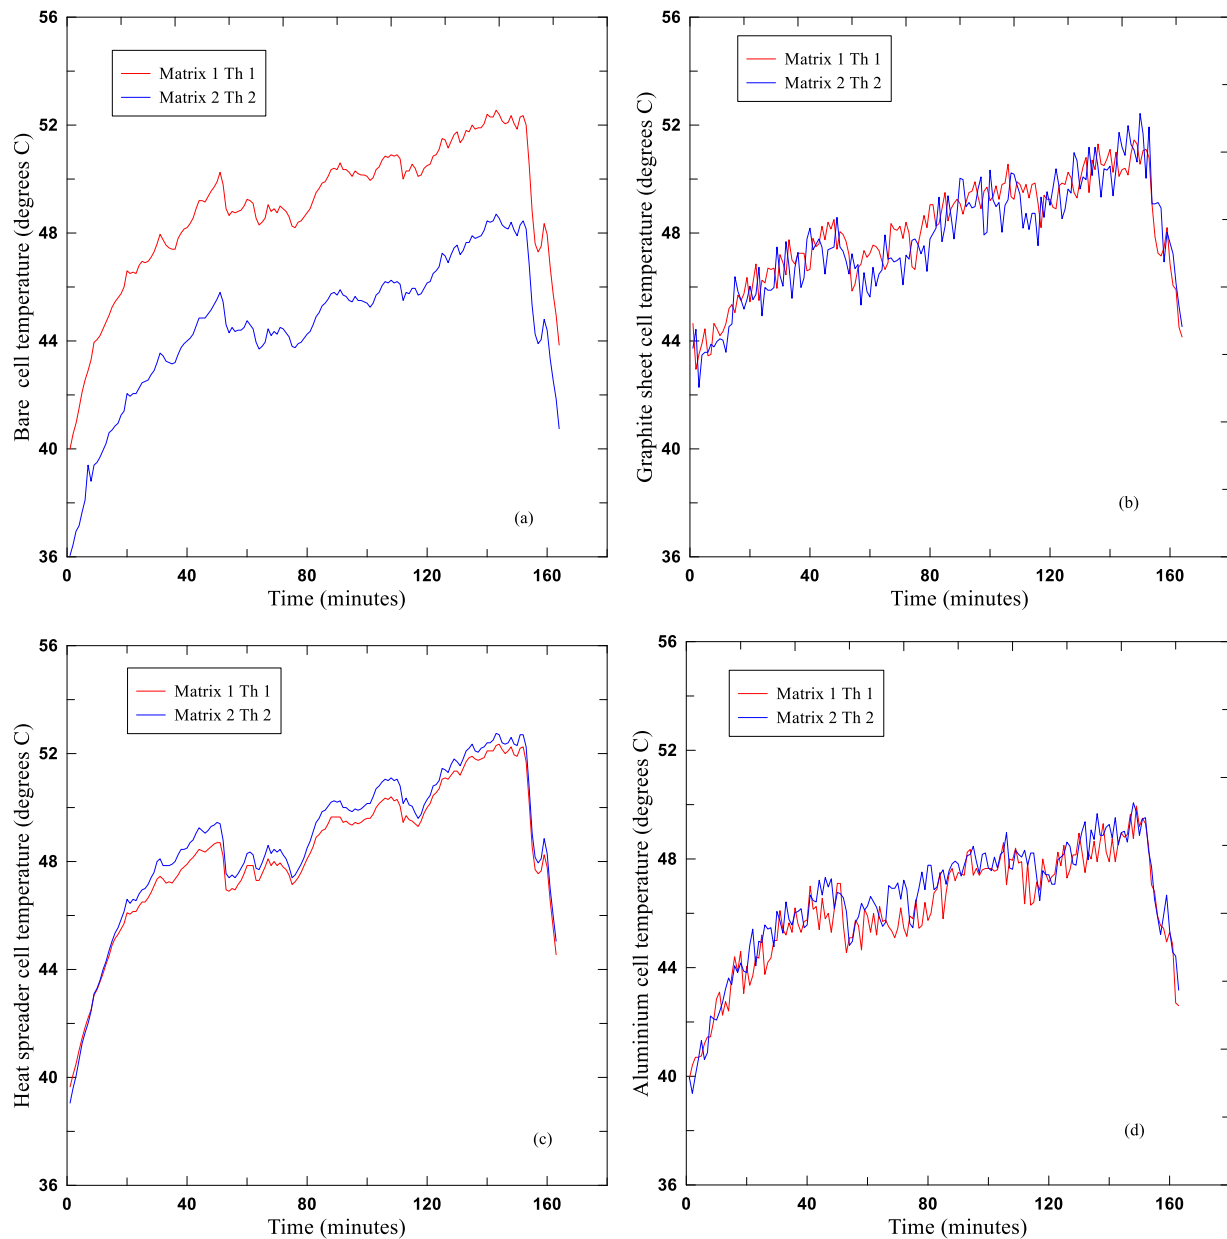 56
52
48
44
40
36
Bare cell temperature (degrees C)
Matrix 1 Th 1
Matrix 2 Th 2
(a)
0
40
80
120
160
Time (minutes)
56
52
48
44
40
36
Graphite sheet cell temperature (degrees C)
Matrix 1 Th 1
Matrix 2 Th 2
(b)
0
40
80
120
160
Time (minutes)
56
52
48
44
40
36
Heat spreader cell temperature (degrees C)
Matrix 1 Th 1
Matrix 2 Th 2
(c)
0
40
80
120
160
Time (minutes)
56
52
48
44
40
36
Aluminium cell temperature (degrees C)
Matrix 1 Th 1
Matrix 2 Th 2
(d)
0
40
80
120
160
Time (minutes)